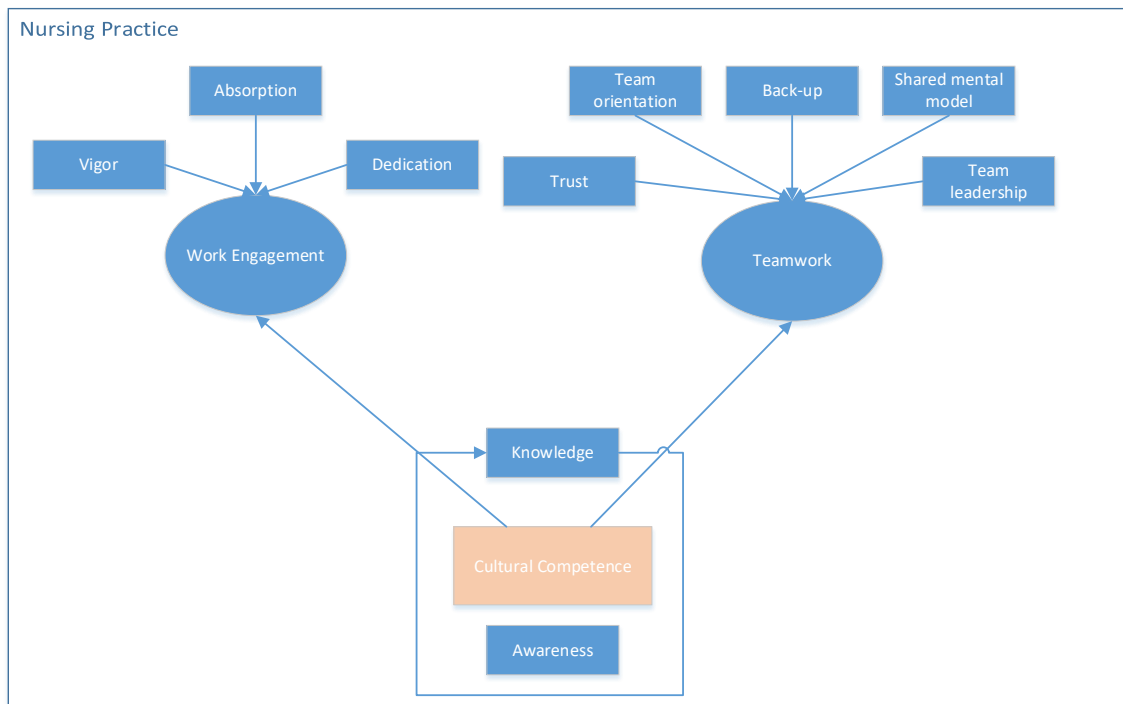 Nursing Practice
Absorption
Vigor
Dedication
Work Engagement
Team
orientation
Back-up
Shared mental
model
Trust
Team
leadership
Teamwork
Knowledge
Cultural Competence
Awareness